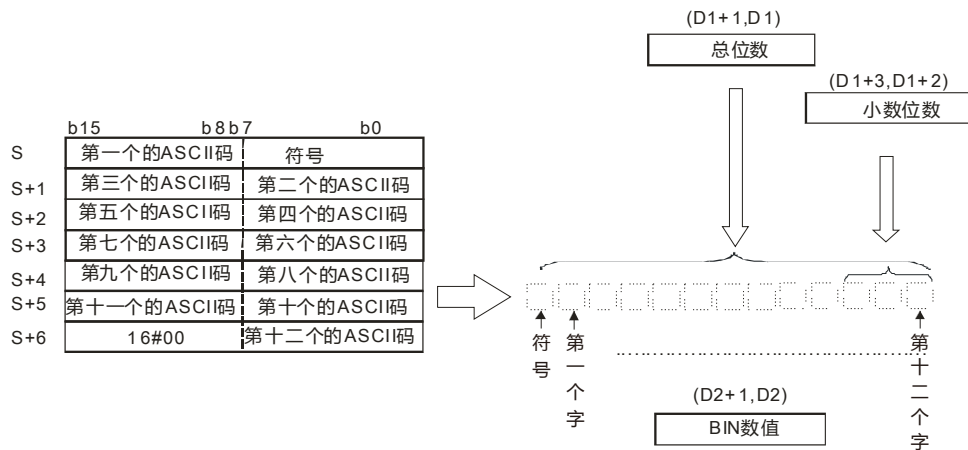 (D1+1,D1)
总位数
(D1+3,D1+2)
小数位数
b15 b8b7 b0
S 第一个的ASCII码 符号
S+1 第三个的ASCII码 第二个的ASCII码
S+2 第五个的ASCII码 第四个的ASCII码
S+3 第七个的ASCII码 第六个的ASCII码
S+4 第九个的ASCII码 第八个的ASCII码
S+5 第十一个的ASCII码 第十个的ASCII码
S+6 16#00 第十二个的ASCII码
符号
第一个字
第十二个字
(D2+1,D2)
BIN数值